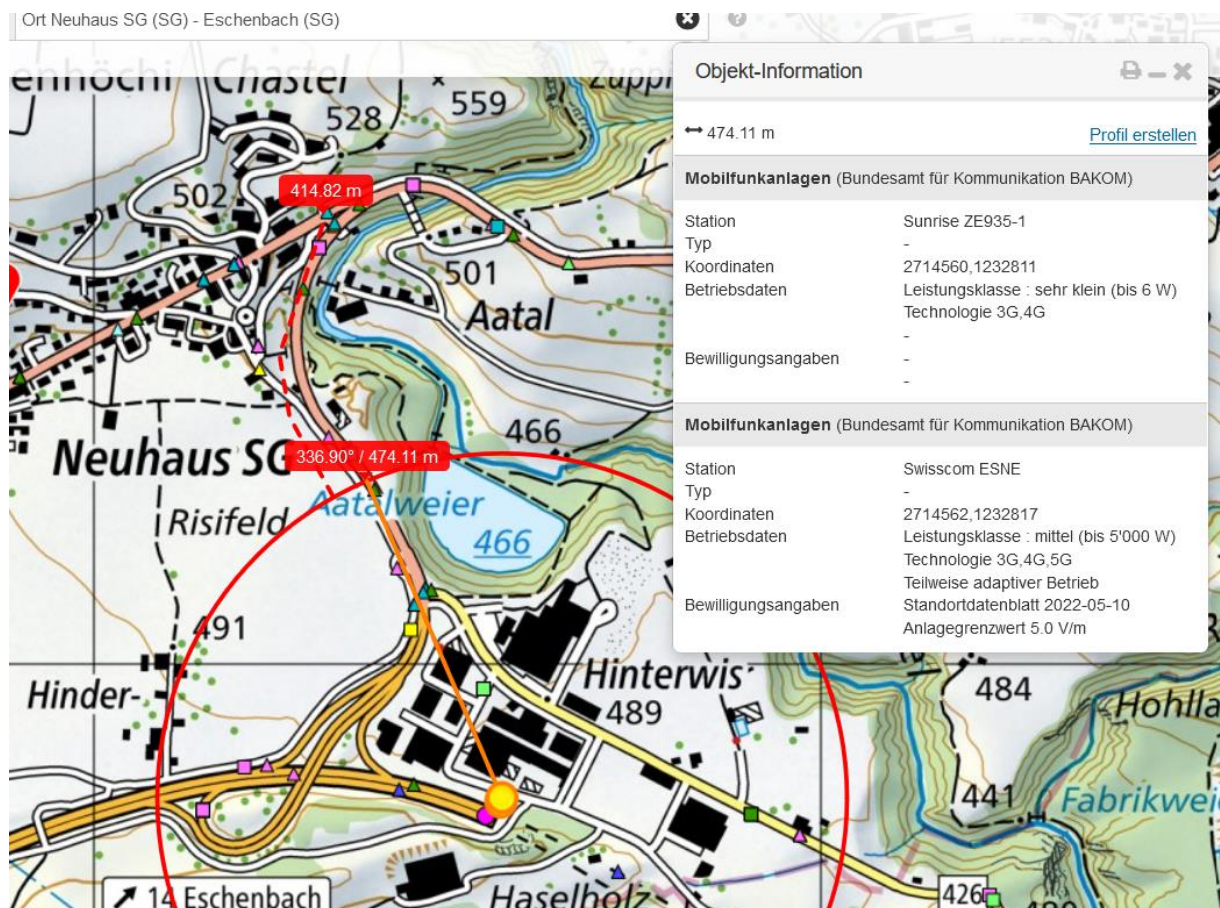 Ort Neuhaus SG (SG) - Eschenbach (SG)
Objekt-Information
474.11 m
Profil erstellen
Mobilfunkanlagen (Bundesamt für Kommunikation BAKOM)
Station Sunrise ZE935-1
Typ -
Koordinaten 2714560,1232811
Betriebsdaten Leistungsklasse : sehr klein (bis 6 W)
Technologie 3G,4G
-
Bewilligungsangaben -
-
Mobilfunkanlagen (Bundesamt für Kommunikation BAKOM)
Station Swisscom ESNE
Typ -
Koordinaten 2714562,1232817
Betriebsdaten Leistungsklasse : mittel (bis 5'000 W)
Technologie 3G,4G,5G
Teilweise adaptiver Betrieb
Bewilligungsangaben Standortdatenblatt 2022-05-10
Anlagegrenzwert 5.0 V/m
Chastel
559
528
502
414.82 m
501
Aatal
466
Neuhaus SG
336.90° / 474.11 m
Aatalweier
466
Risifeld
491
Hinterwis
489
484
Hinder-
441
14 Eschenbach
Haselholz
426